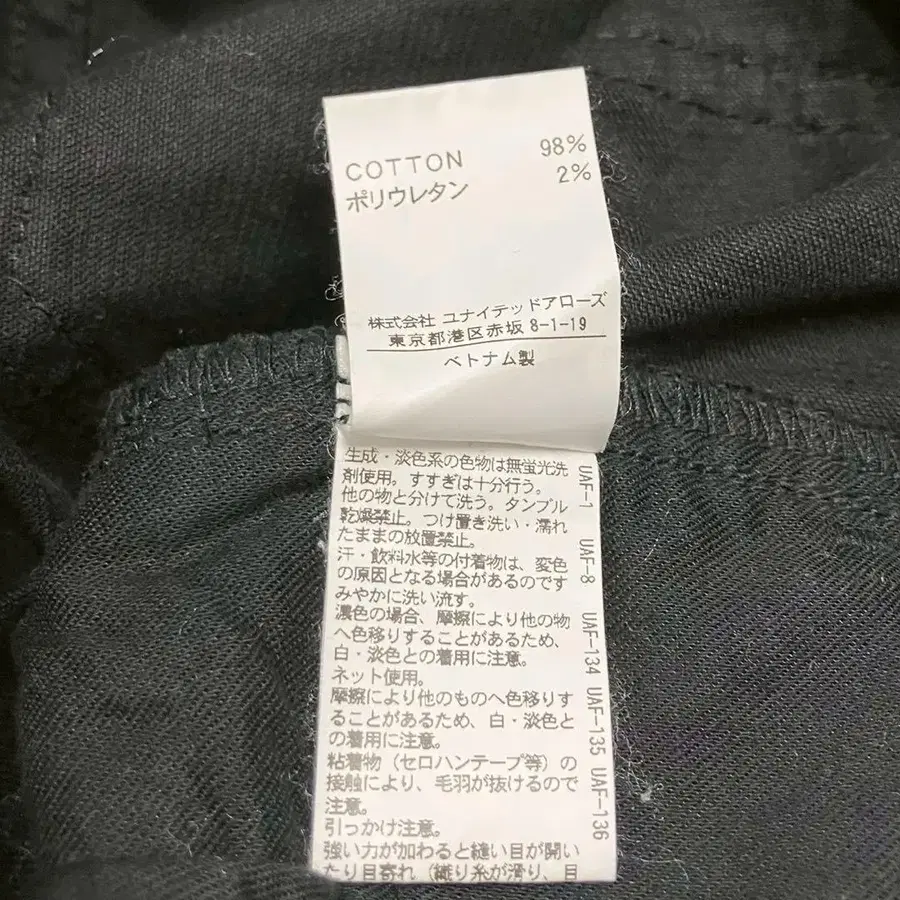 COTTON 98%
ポリウレタン 2%
株式会社 ユナイテッドアローズ
東京都港区赤坂 8-1-19
ベトナム製
生成・淡色系の色物は無蛍光洗
剤使用。すすぎは十分行う。
他の物と分けて洗う。タンブル
乾燥禁止。つけ置き洗い・濡れ
たままの放置禁止。
汗・飲料水等の付着物は、変色
の原因となる場合があるのです
みやかに洗い流す。
濃色の場合、摩擦により他の物
へ色移りすることがあるため、
白・淡色との着用に注意。
ネット使用。
摩擦により他のものへ色移りす
ることがあるため、白・淡色と
の着用に注意。
粘着物（セロハンテープ等）の
接触により、毛羽が抜けるので
注意。
引っかけ注意。
強い力が加わると縫い目が開い
たり目寄れ（織り糸が滑り、目
UAF-1 UAF-8 UAF-134 UAF-135 UAF-136